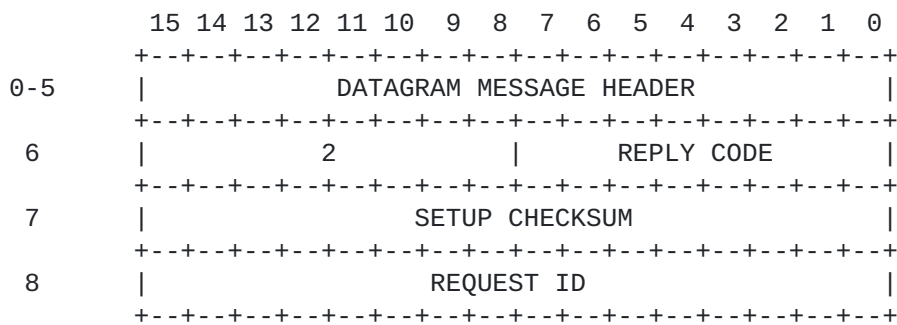 15 14 13 12 11 10 9 8 7 6 5 4 3 2 1 0
+--+--+--+--+--+--+--+--+--+--+--+--+--+--+--+--+
0-5 | DATAGRAM MESSAGE HEADER |
+--+--+--+--+--+--+--+--+--+--+--+--+--+--+--+--+
6 | 2 | REPLY CODE |
+--+--+--+--+--+--+--+--+--+--+--+--+--+--+--+--+
7 | SETUP CHECKSUM |
+--+--+--+--+--+--+--+--+--+--+--+--+--+--+--+--+
8 | REQUEST ID |
+--+--+--+--+--+--+--+--+--+--+--+--+--+--+--+--+